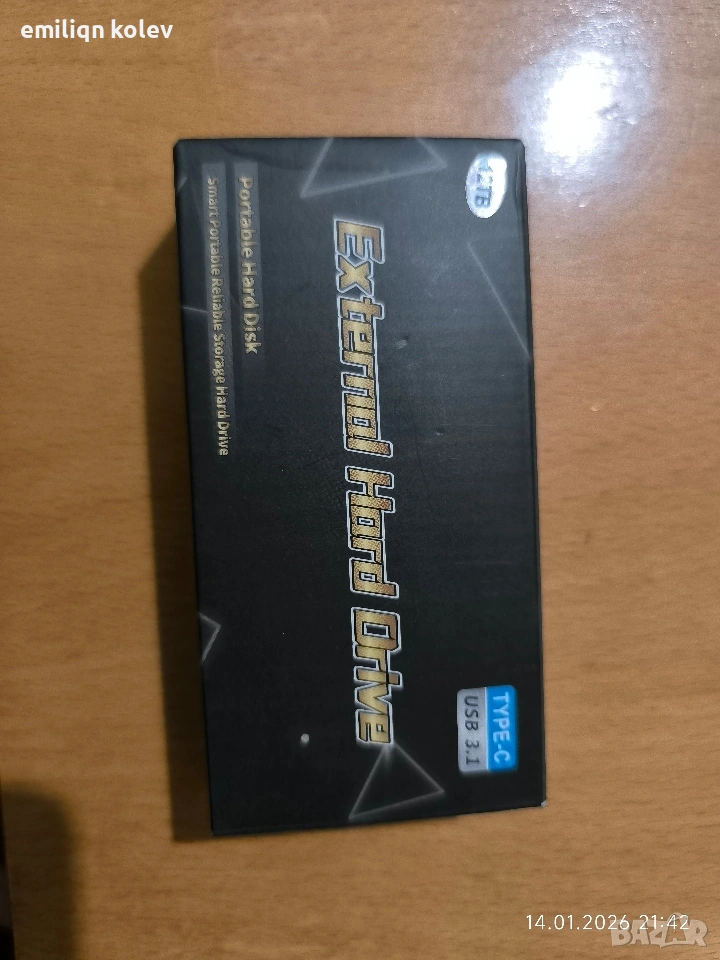 emiliqn kolev
12TB
External Hard Drive
Portable Hard Disk
Smart Portable Reliable Storage Hard Drive
TYPE-C
USB 3.1
14.01.2026 21:42
BAZAR